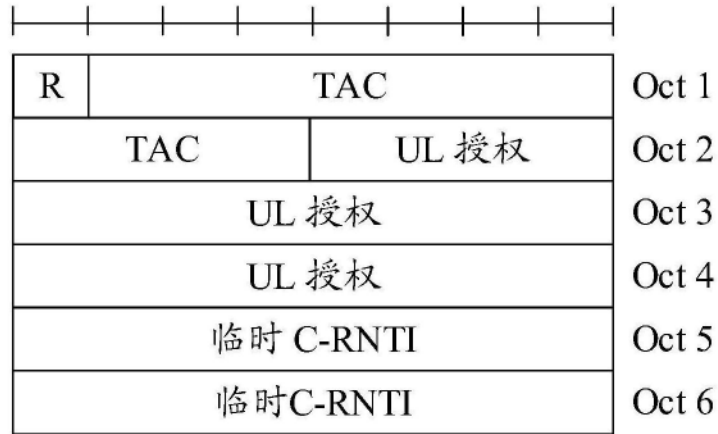 R TAC Oct 1
TAC UL 授权 Oct 2
UL 授权 Oct 3
UL 授权 Oct 4
临时 C-RNTI Oct 5
临时C-RNTI Oct 6